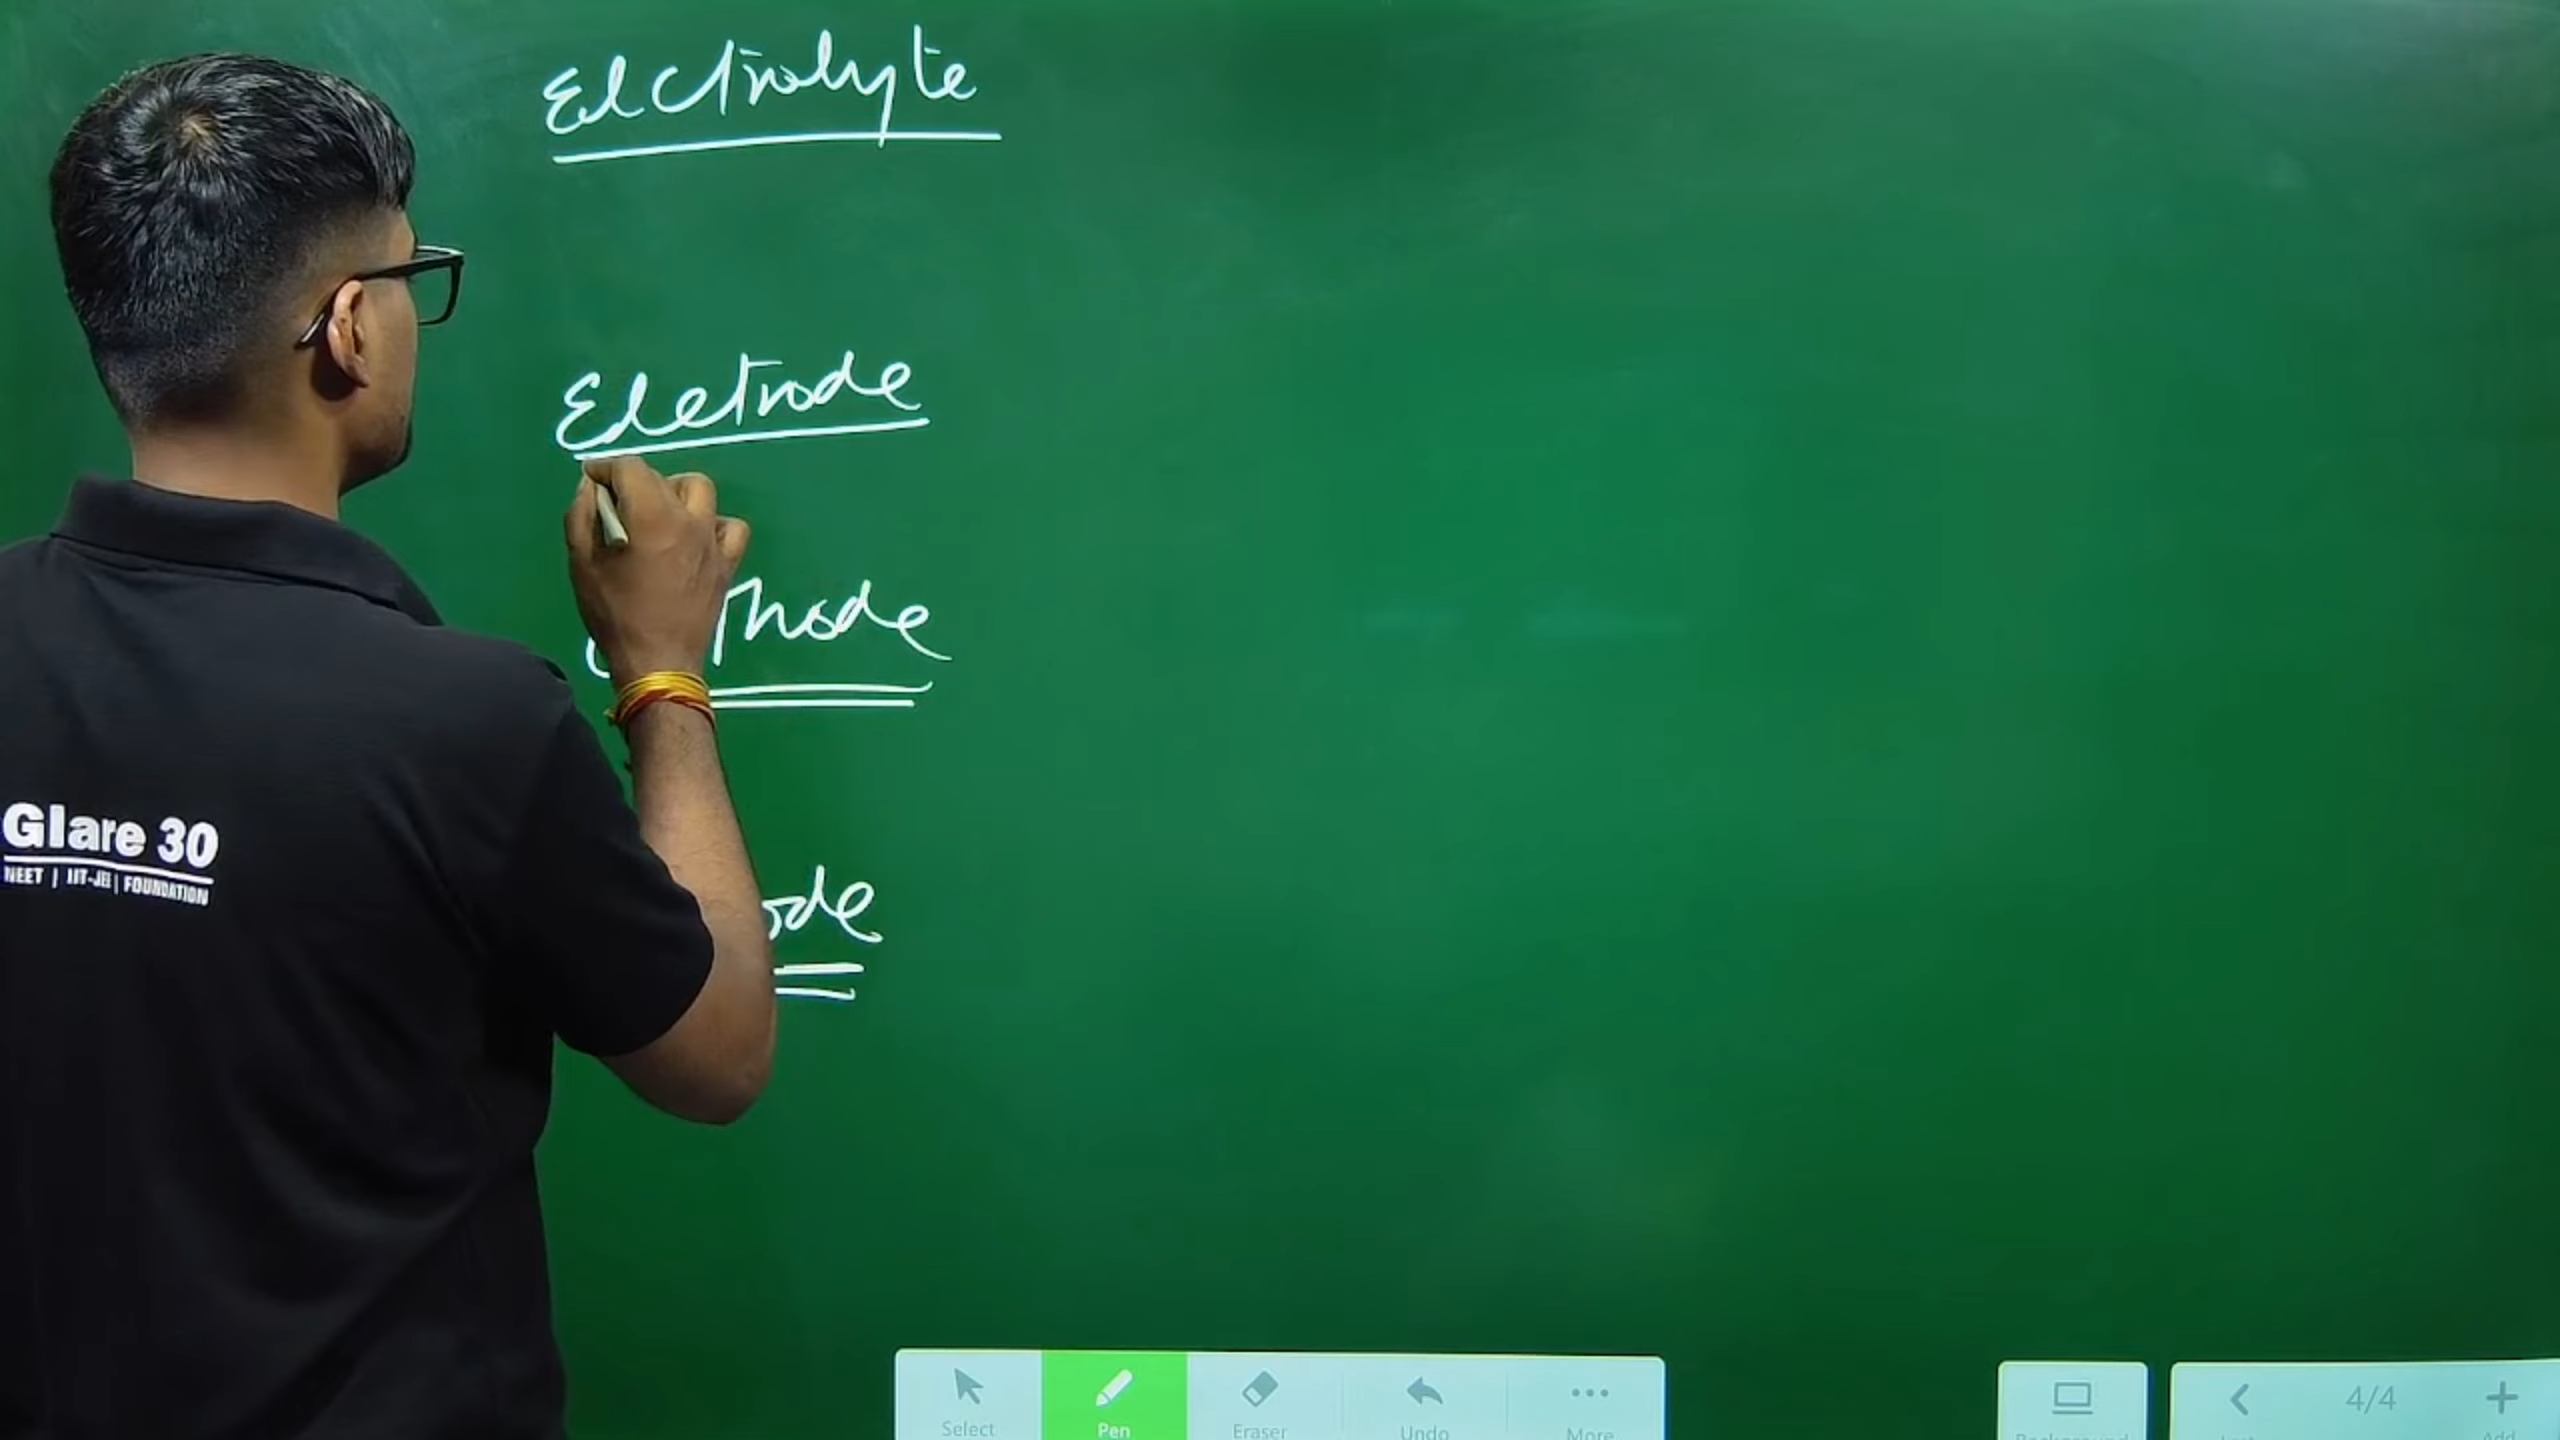 Elctrolyte
Eletrode
Glare 30
NEET | IIT-JEE | FOUNDATION
Select
Pen
Eraser
Undo
More
4/4